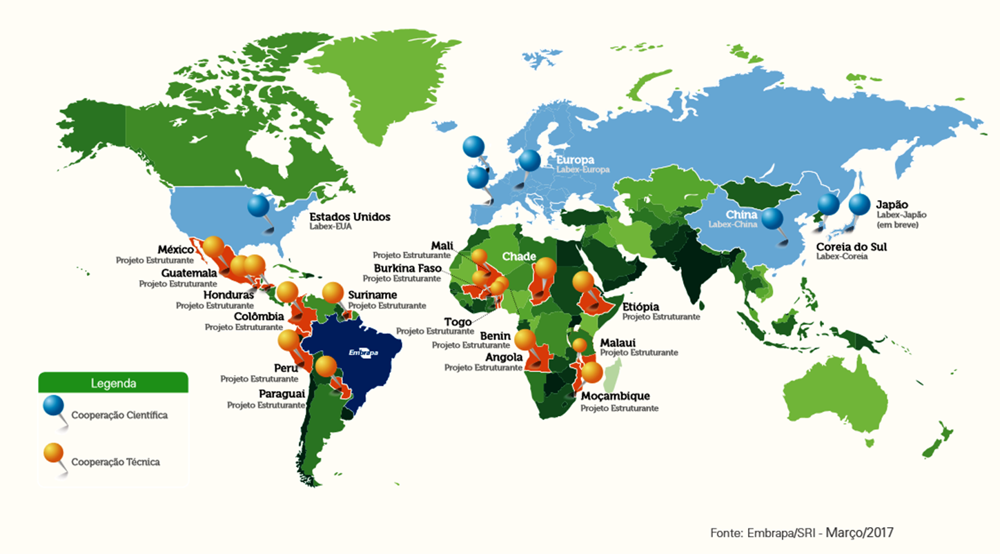 Europa
Labex-Europa
Estados Unidos
Labex-EUA
China
Labex-China
Japão
Labex-Japão
(em breve)
Coreia do Sul
Labex-Coreia
México
Projeto Estruturante
Guatemala
Projeto Estruturante
Honduras
Projeto Estruturante
Colômbia
Projeto Estruturante
Suriname
Projeto Estruturante
Peru
Projeto Estruturante
Paraguai
Projeto Estruturante
Embrapa
Mali
Projeto Estruturante
Burkina Faso
Projeto Estruturante
Chade
Togo
Projeto Estruturante
Benin
Projeto Estruturante
Angola
Projeto Estruturante
Etiópia
Projeto Estruturante
Malaui
Projeto Estruturante
Moçambique
Projeto Estruturante
Legenda
Cooperação Científica
Cooperação Técnica
Fonte: Embrapa/SRI - Março/2017